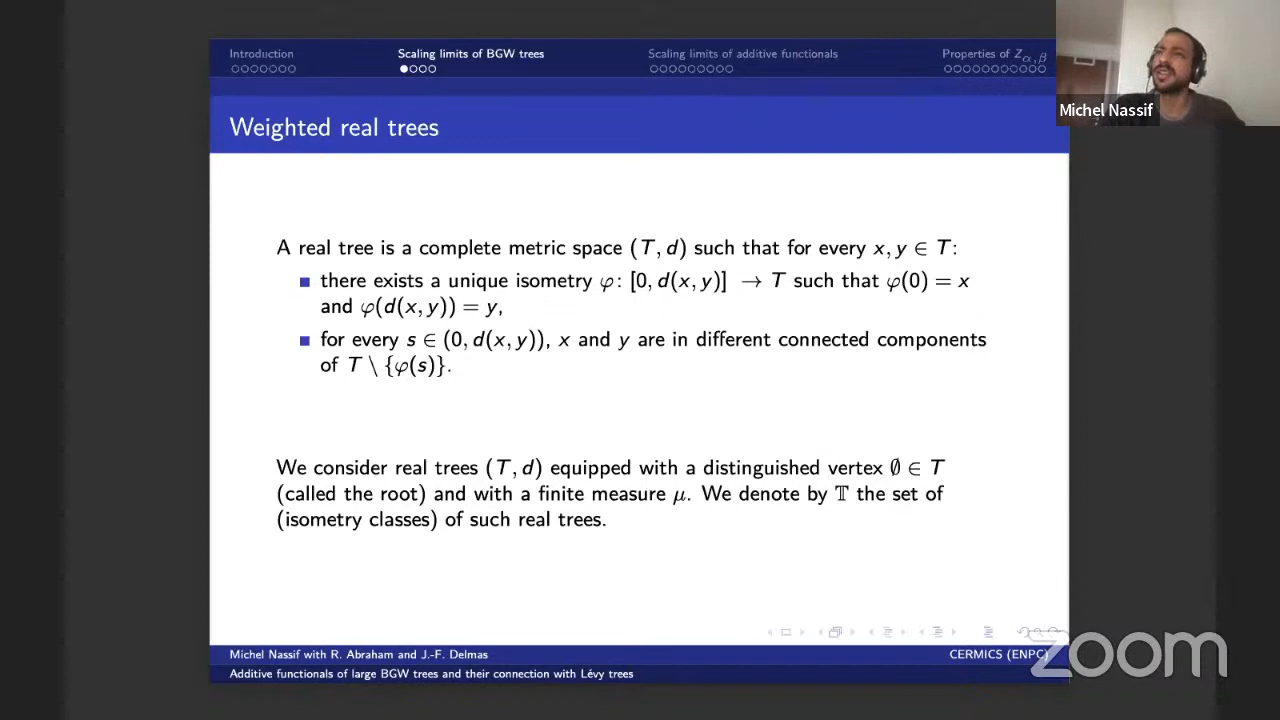 Introduction
Scaling limits of BGW trees
Scaling limits of additive functionals
Properties of Z_{α,β}
Michel Nassif
Weighted real trees
A real tree is a complete metric space (T, d) such that for every x, y ∈ T:
there exists a unique isometry φ: [0, d(x, y)] → T such that φ(0) = x
and φ(d(x, y)) = y,
for every s ∈ (0, d(x, y)), x and y are in different connected components
of T \ {φ(s)}.
We consider real trees (T, d) equipped with a distinguished vertex ∅ ∈ T
(called the root) and with a finite measure μ. We denote by 𝕋 the set of
(isometry classes) of such real trees.
Michel Nassif with R. Abraham and J.-F. Delmas
CERMICS (ENPC)
Additive functionals of large BGW trees and their connection with Lévy trees
zoom